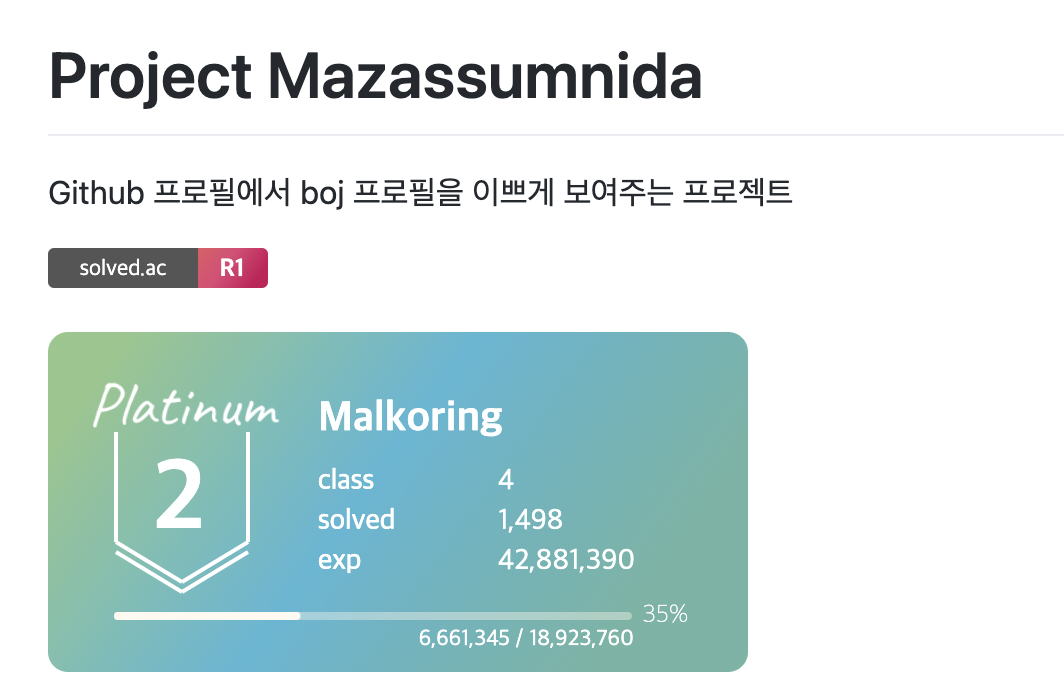 Project Mazassumnida
Github 프로필에서 boj 프로필을 이쁘게 보여주는 프로젝트
solved.ac R1
Platinum
2
Malkoring
class 4
solved 1,498
exp 42,881,390
35%
6,661,345 / 18,923,760